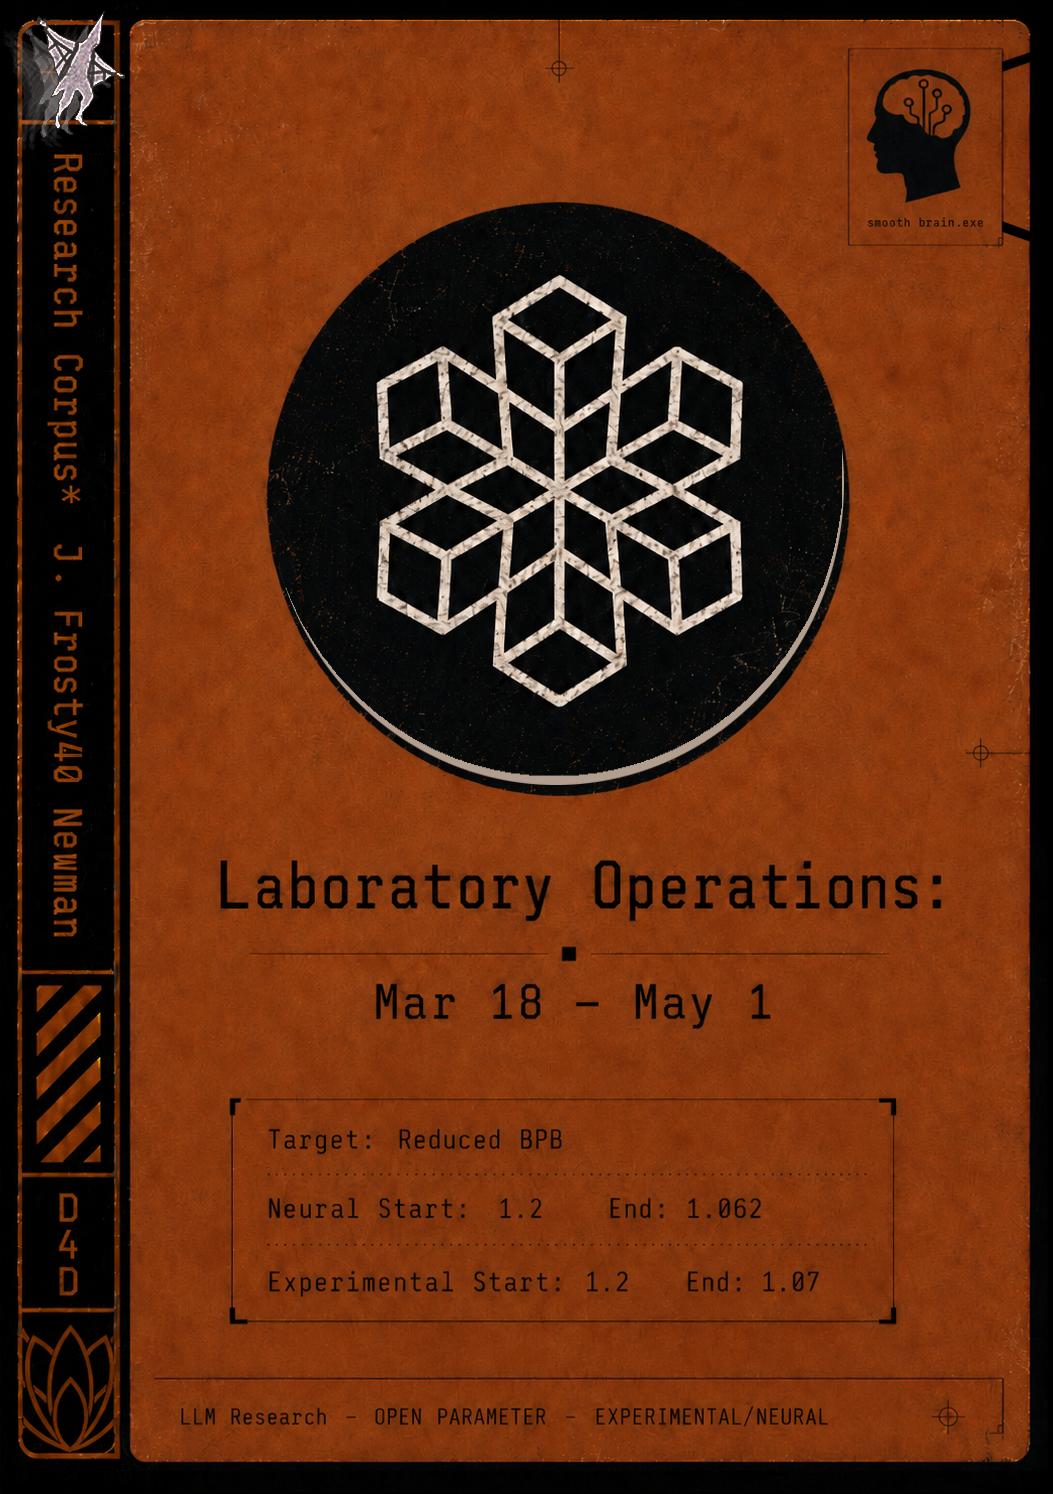 smooth brain.exe
Research Corpus* J. Frosty40 Newman
Laboratory Operations:
Mar 18 – May 1
Target: Reduced BPB
Neural Start: 1.2 End: 1.062
Experimental Start: 1.2 End: 1.07
D4D
LLM Research – OPEN PARAMETER – EXPERIMENTAL/NEURAL